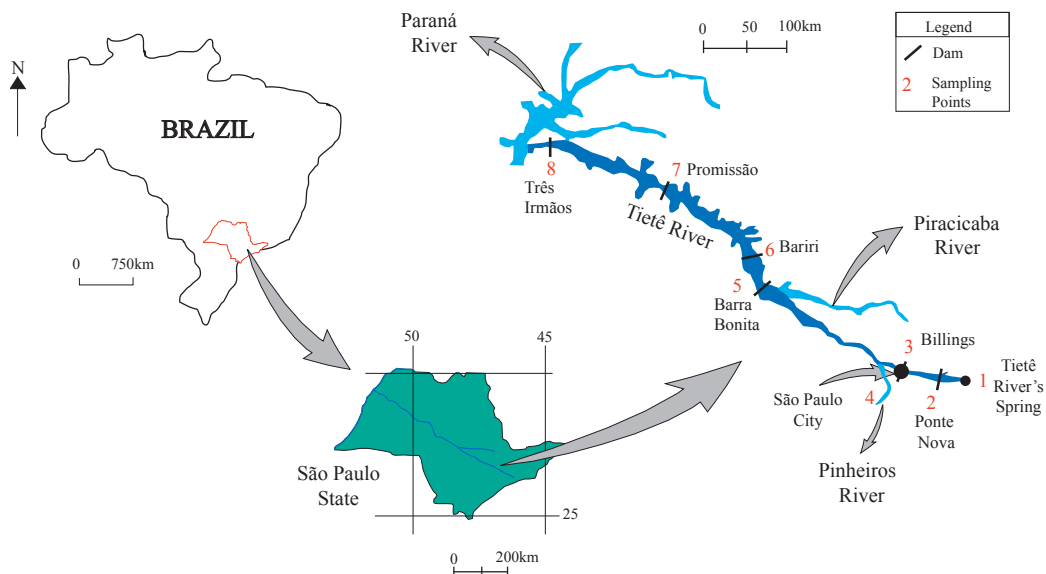 N
BRAZIL
0 750km
50
45
25
São Paulo
State
0 200km
Paraná
River
0 50 100km
Legend
Dam
2 Sampling
Points
8
Três
Irmãos
7 Promissão
Tietê River
6 Bariri
5
Barra
Bonita
Piracicaba
River
3 Billings
São Paulo
City
4
2
Ponte
Nova
1 Tietê
River's
Spring
Pinheiros
River